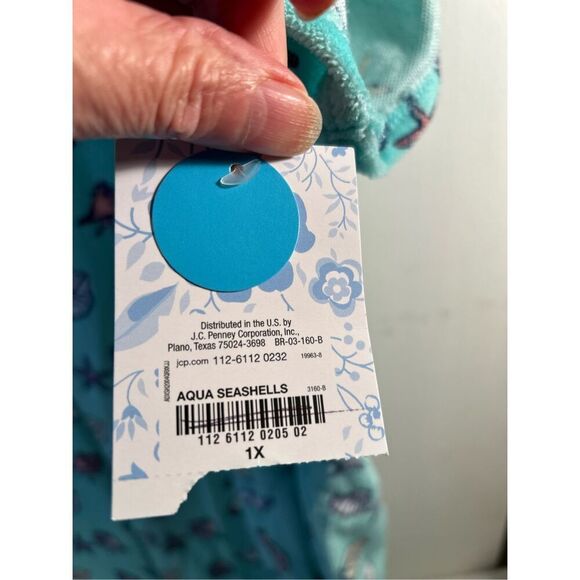 Distributed in the U.S. by
J.C. Penney Corporation, Inc.,
Plano, Texas 75024-3698 BR-03-160-B
jcp.com 112-6112 0232 19963-8
AQUA SEASHELLS 3160-B
112 6112 0205 02
1X